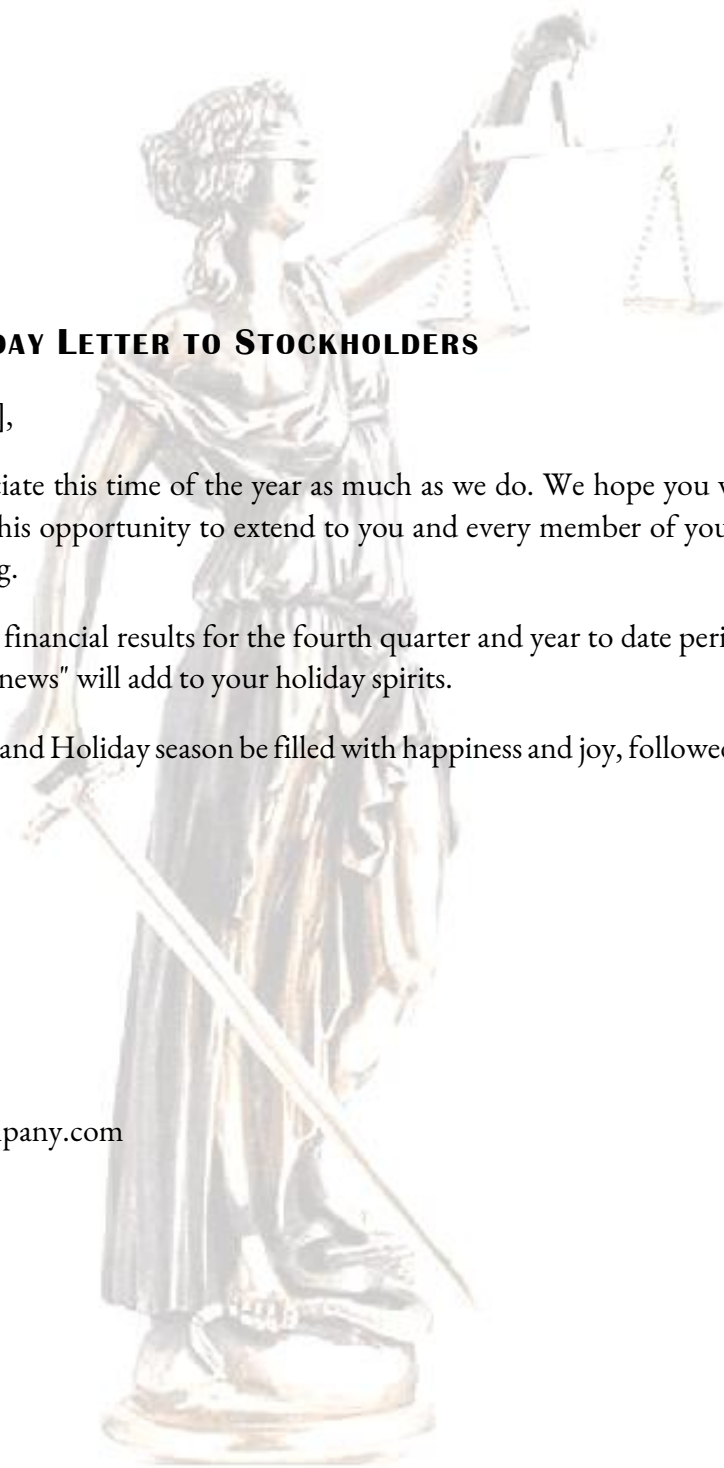 DAY LETTER TO STOCKHOLDERS
],
ciate this time of the year as much as we do. We hope you
his opportunity to extend to you and every member of you
g.
financial results for the fourth quarter and year to date peri
news" will add to your holiday spirits.
and Holiday season be filled with happiness and joy, followed
pany.com